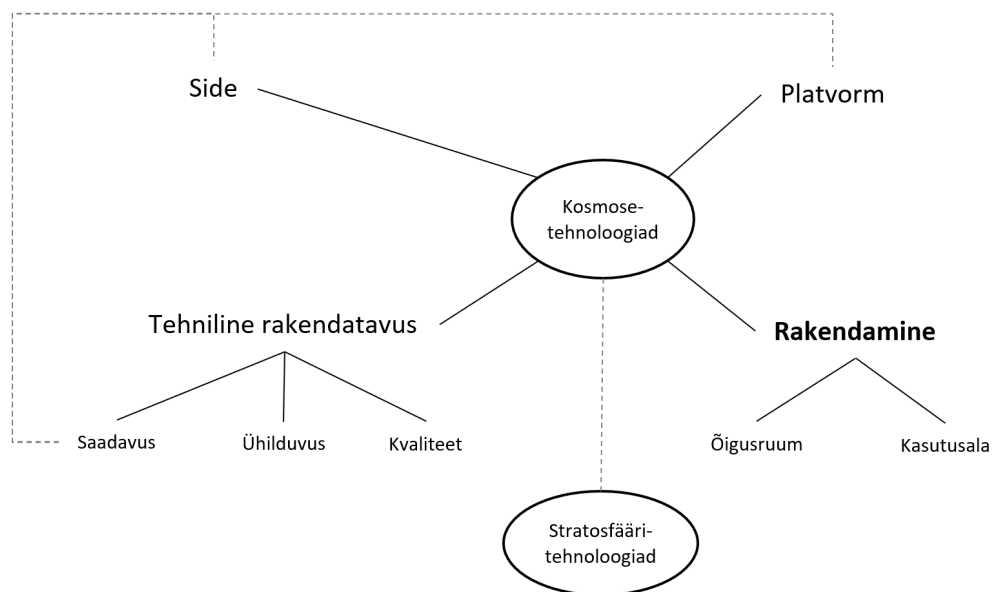 Side
Platvorm
Kosmose-
tehnoloogiad
Tehniline rakendatavus
Rakendamine
Saadavus
Ühilduvus
Kvaliteet
Õigusruum
Kasutusala
Stratosfääri-
tehnoloogiad